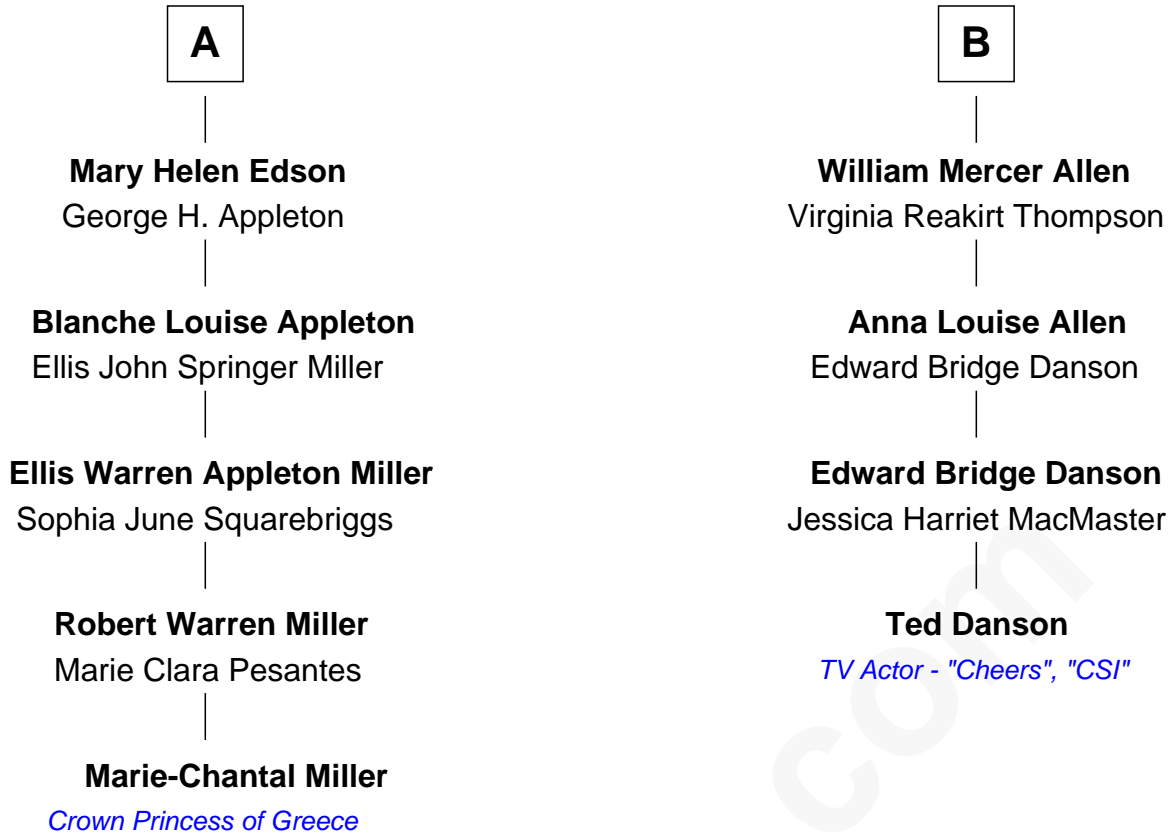 A
Mary Helen Edson
George H. Appleton
Blanche Louise Appleton
Ellis John Springer Miller
Ellis Warren Appleton Miller
Sophia June Squarebriggs
Robert Warren Miller
Marie Clara Pesantes
Marie-Chantal Miller
Crown Princess of Greece
B
William Mercer Allen
Virginia Reakirt Thompson
Anna Louise Allen
Edward Bridge Danson
Edward Bridge Danson
Jessica Harriet MacMaster
Ted Danson
TV Actor - "Cheers", "CSI"
com